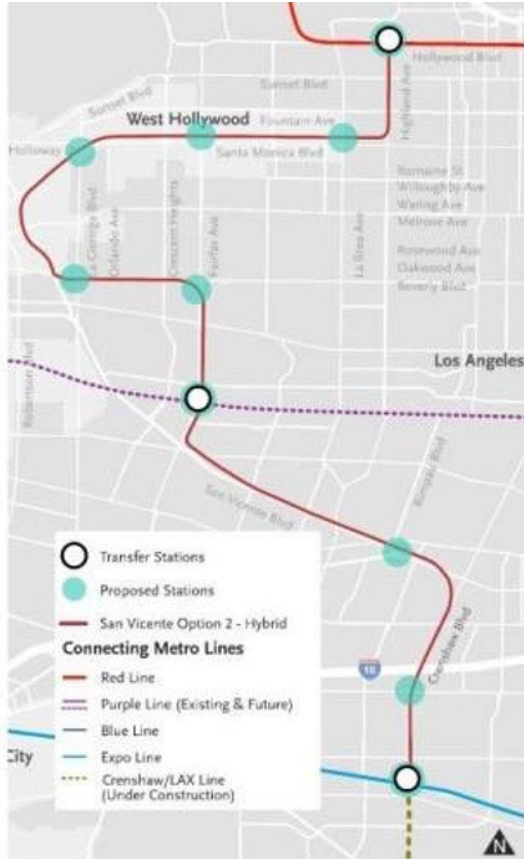 Hollywood Blvd
Sunset Blvd
Sunset Blvd
Highland Ave
Fountain Ave
West Hollywood
Holloway
Santa Monica Blvd
Romaine St
Willoughby Ave
Waring Ave
Melrose Ave
La Cienega Blvd
Orlando Ave
Crescent Heights
Fairfax Ave
La Brea Ave
Rosewood Ave
Oakwood Ave
Beverly Blvd
Robertson Blvd
Los Angeles
San Vicente Blvd
Rimpau Blvd
Crenshaw Blvd
10
City
Transfer Stations
Proposed Stations
San Vicente Option 2 - Hybrid
Connecting Metro Lines
Red Line
Purple Line (Existing & Future)
Blue Line
Expo Line
Crenshaw/LAX Line
(Under Construction)
N